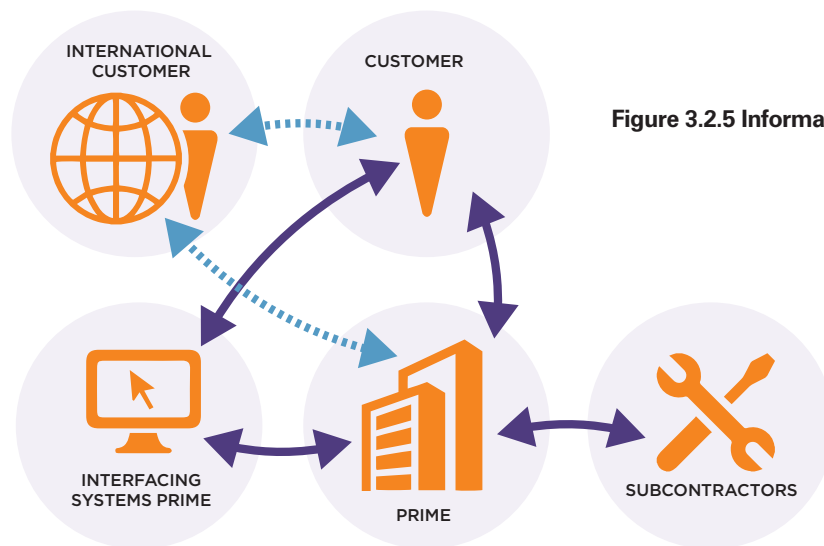 INTERNATIONAL
CUSTOMER
CUSTOMER
Figure 3.2.5 Informa
INTERFACING
SYSTEMS PRIME
PRIME
SUBCONTRACTORS